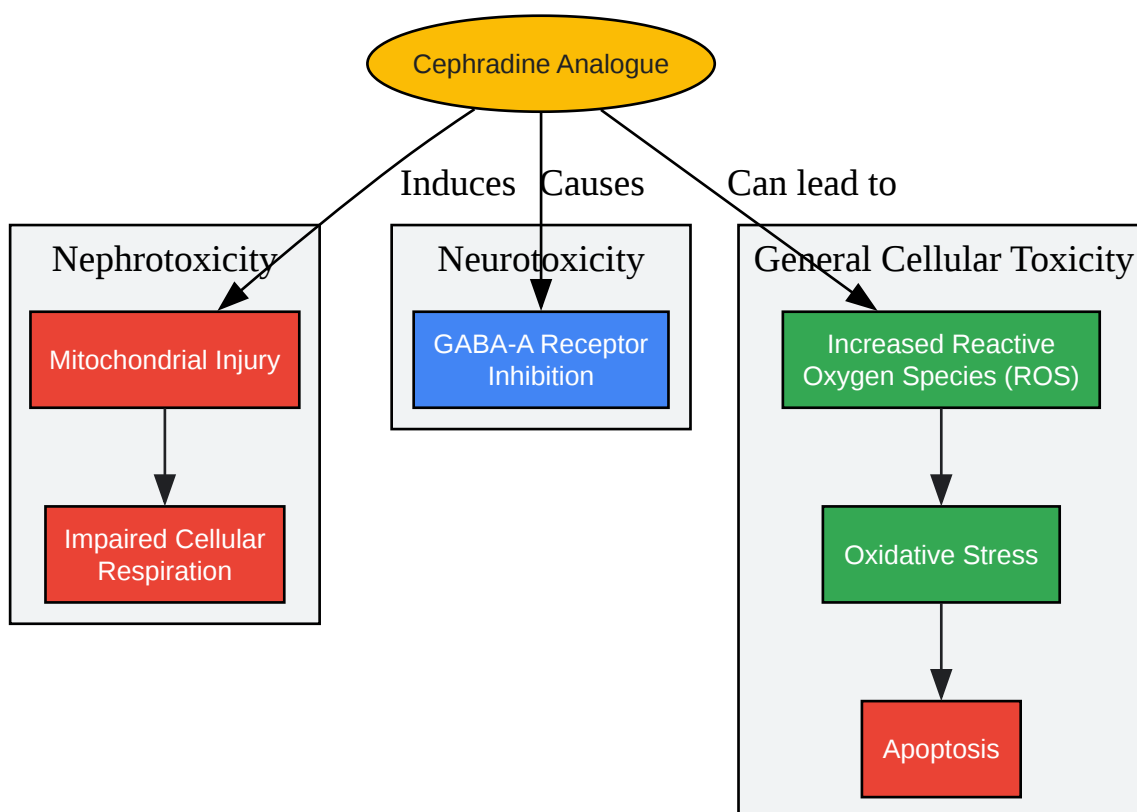 Cephradine Analogue
Induces
Causes
Can lead to
Nephrotoxicity
Neurotoxicity
General Cellular Toxicity
Mitochondrial Injury
GABA-A Receptor
Inhibition
Increased Reactive
Oxygen Species (ROS)
Impaired Cellular
Respiration
Oxidative Stress
Apoptosis